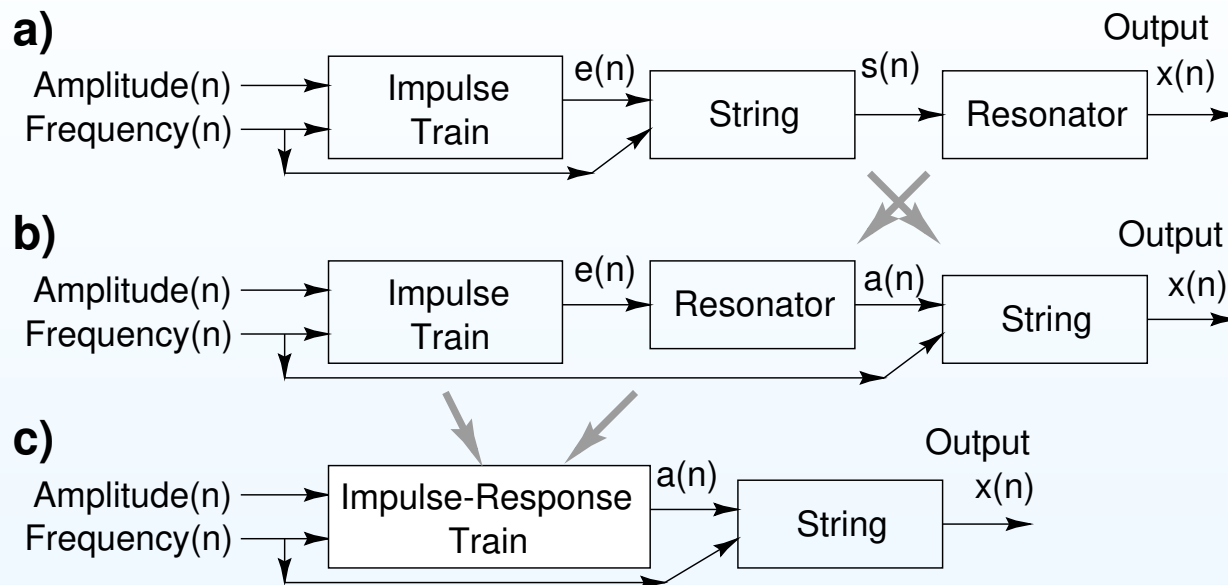 a)
Output
Amplitude(n)
Impulse
Train
e(n)
String
s(n)
Resonator
x(n)
Frequency(n)
b)
Output
Amplitude(n)
Impulse
Train
e(n)
Resonator
a(n)
String
x(n)
Frequency(n)
c)
Output
Amplitude(n)
Impulse-Response
Train
a(n)
String
x(n)
Frequency(n)